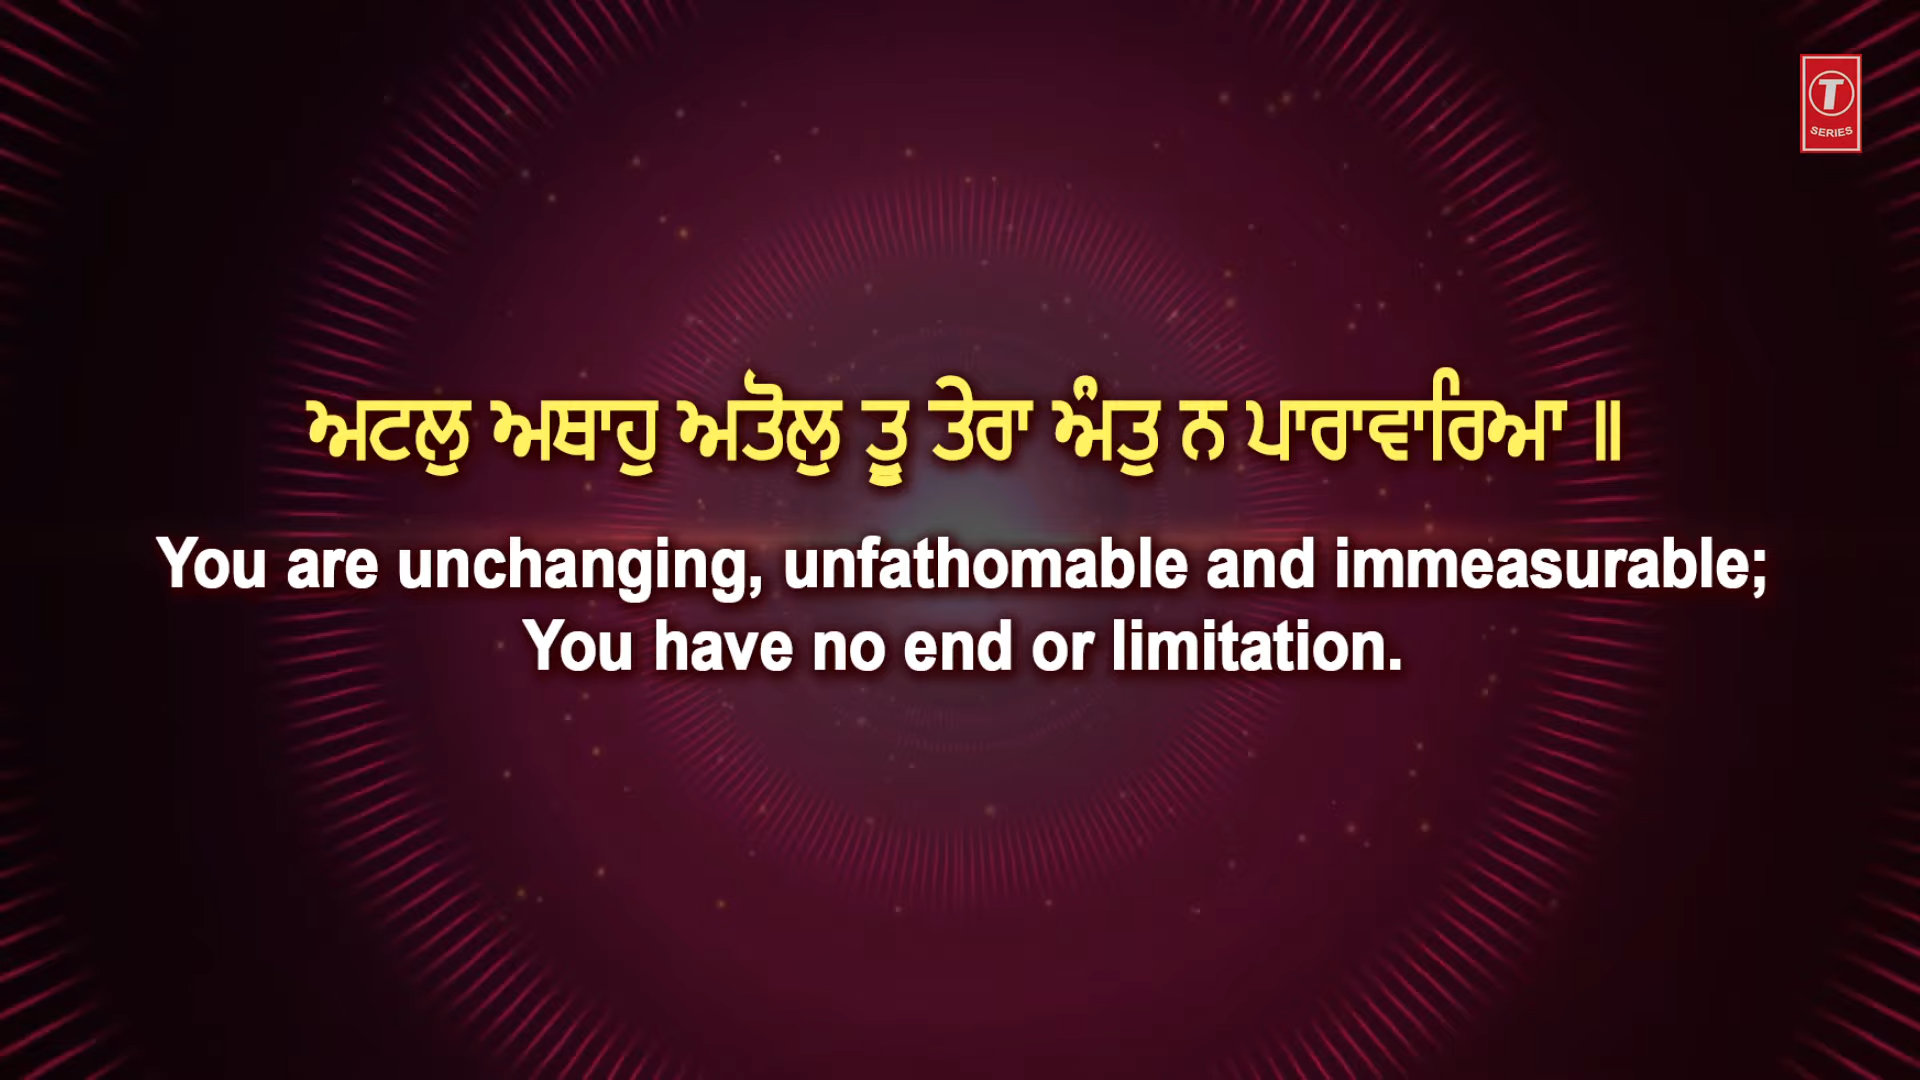 T
SERIES
ਅਟਲੁ ਅਥਾਹੁ ਅਤੋਲੁ ਤੂ ਤੇਰਾ ਅੰਤੁ ਨ ਪਾਰਾਵਾਰਿਆ ॥
You are unchanging, unfathomable and immeasurable;
You have no end or limitation.